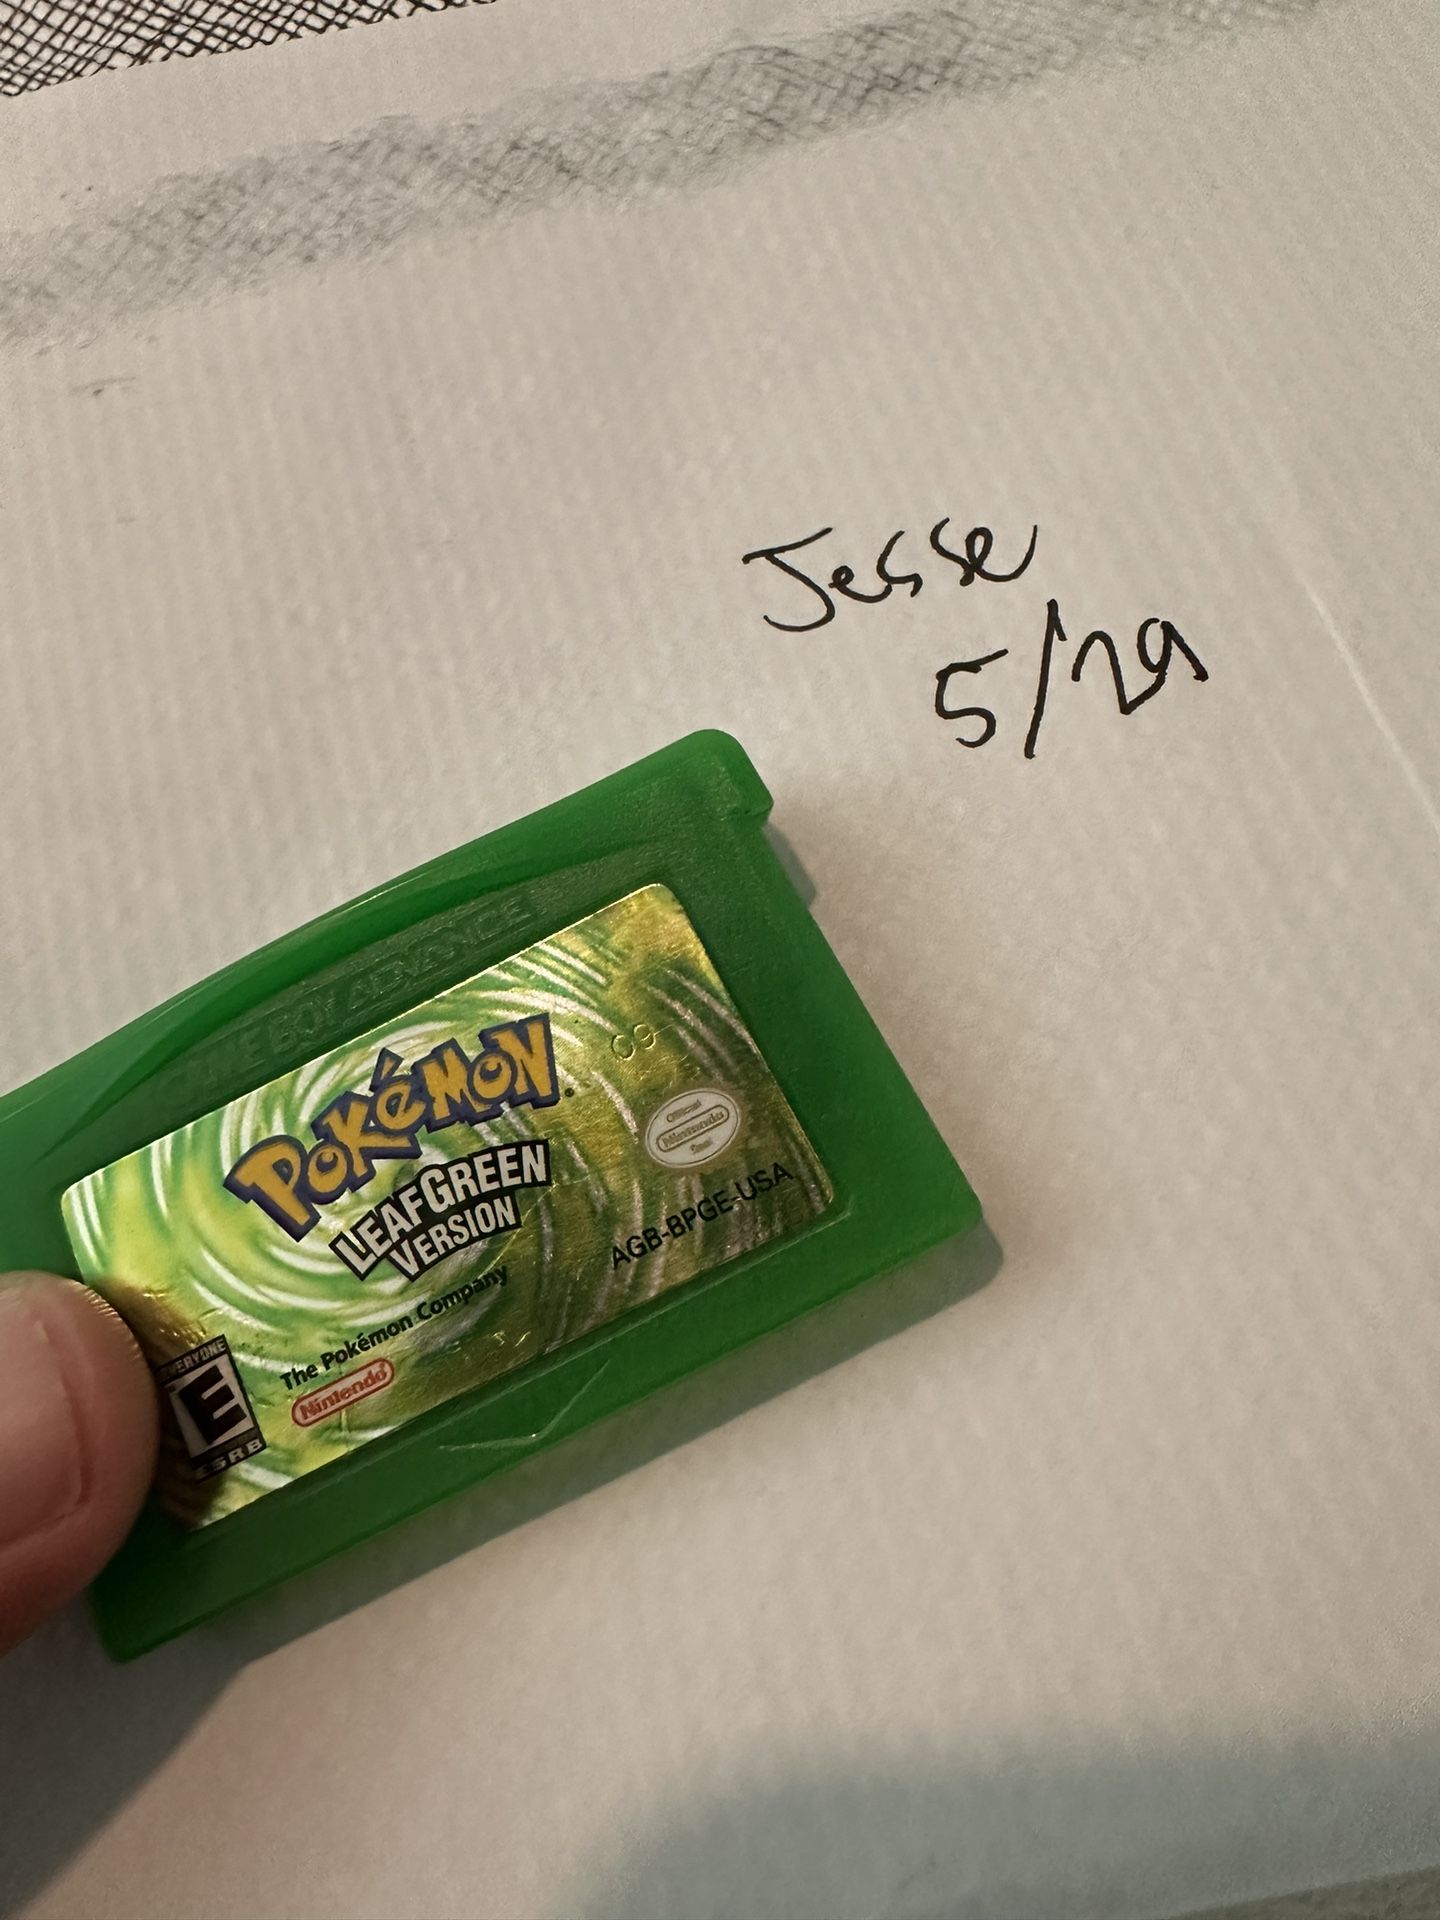 Jesse
5/29
GAME BOY ADVANCE
09
POKéMON
LEAFGREEN
VERSION
Official
Nintendo
Seal
AGB-BPGE-USA
The Pokémon Company
Nintendo
EVERYONE
E
ESRB